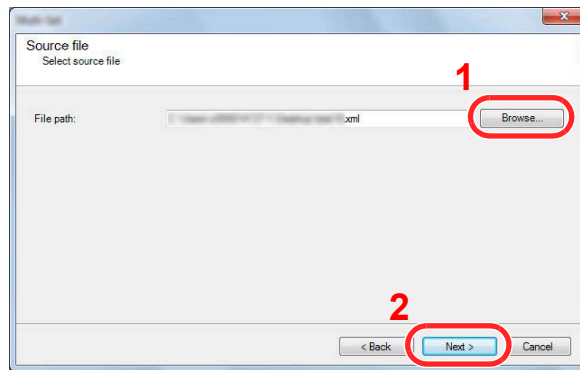 Source file
Select source file
1
File path:
.xml
Browse...
2
< Back
Next >
Cancel